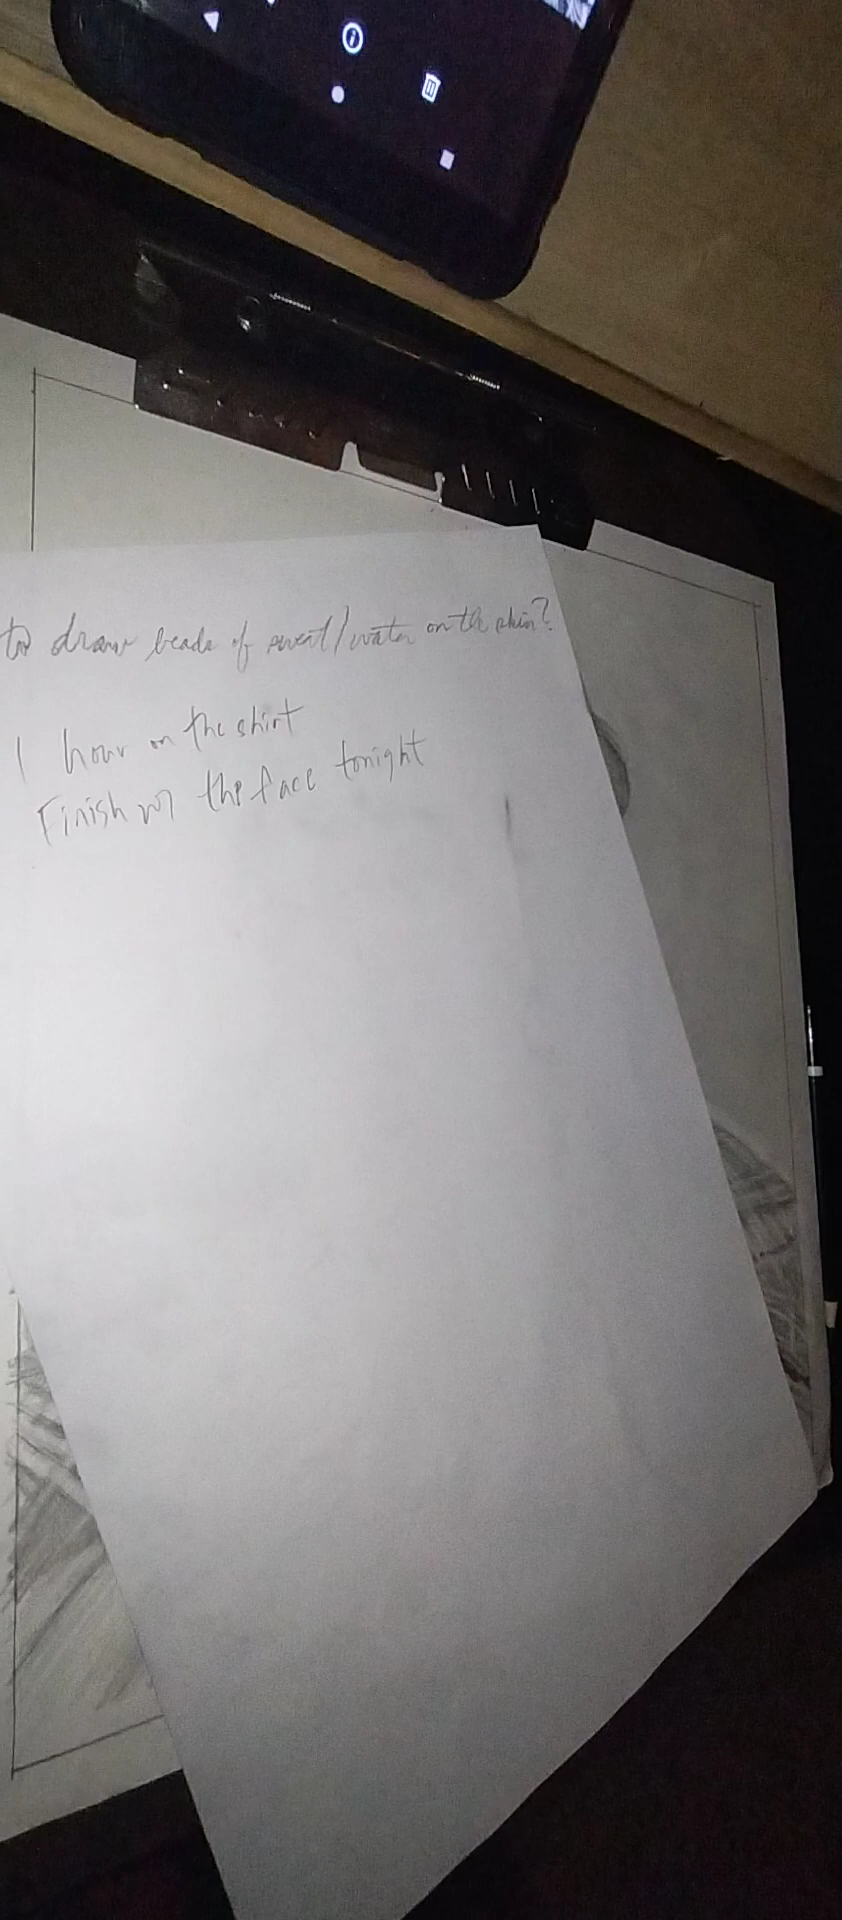 to draw beads of sweat/water on the skin?
1 hour on the shirt
Finish w/ the face tonight